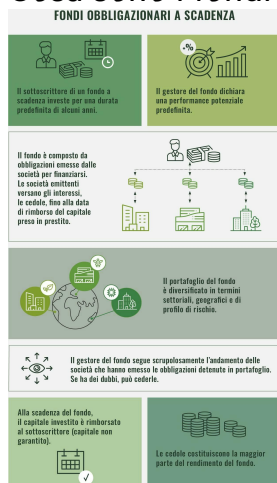 FONDI OBBLIGAZIONARI A SCADENZA
Il sottoscrittore di un fondo a
scadenza investe per una durata
predefinita di alcuni anni.
•%
Il gestore del fondo dichiara
una performance potenziale
predefinita.
Il fondo è composto da
obbligazioni emesse dalle
società per finanziarsi.
Le società emittenti
versano gli interessi,
le cedole, fino alla data
di rimborso del capitale
preso in prestito.
Il portafoglio del fondo
è diversificato in termini
settoriali, geografici e di
profilo di rischio.
Il gestore del fondo segue scrupolosamente l'andamento delle
società che hanno emesso le obbligazioni detenute in portafoglio.
Se ha dei dubbi, può cederle.
Alla scadenza del fondo,
il capitale investito è rimborsato
al sottoscrittore (capitale non
garantito).
Le cedole costituiscono la maggior
parte del rendimento del fondo.